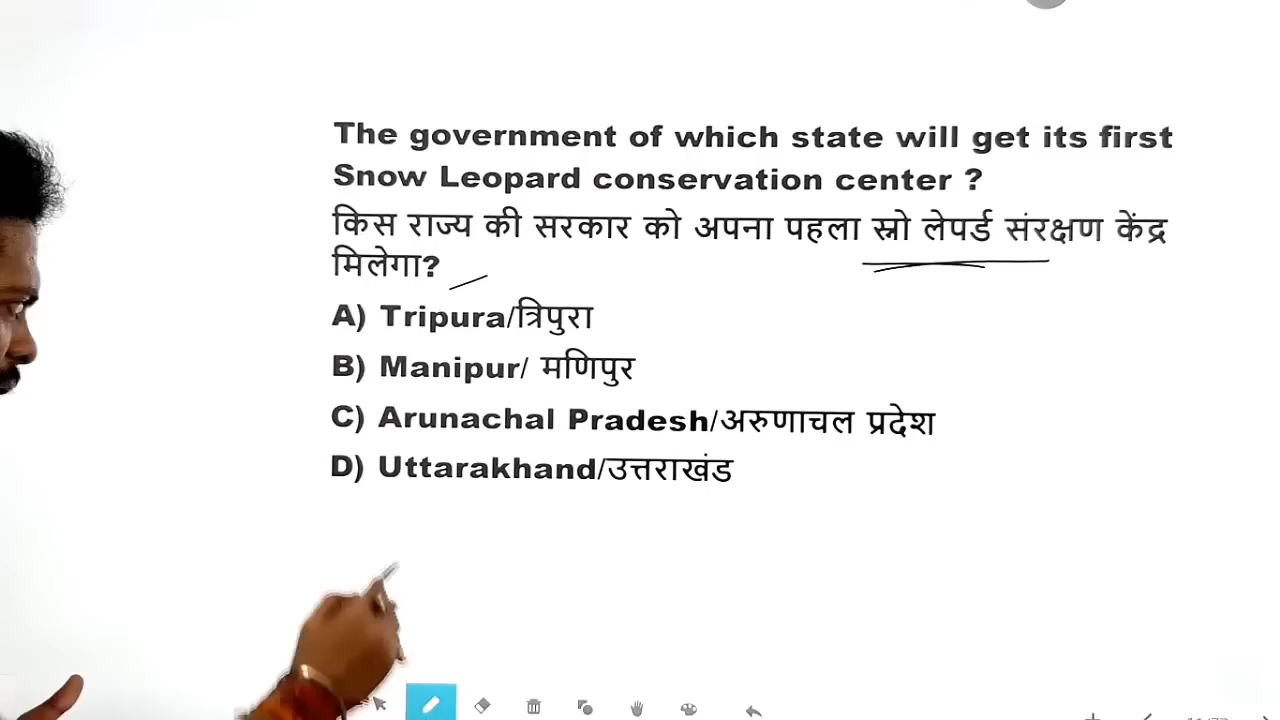 The government of which state will get its first
Snow Leopard conservation center ?
किस राज्य की सरकार को अपना पहला स्नो लेपर्ड संरक्षण केंद्र
मिलेगा?
A) Tripura/त्रिपुरा
B) Manipur/ मणिपुर
C) Arunachal Pradesh/अरुणाचल प्रदेश
D) Uttarakhand/उत्तराखंड